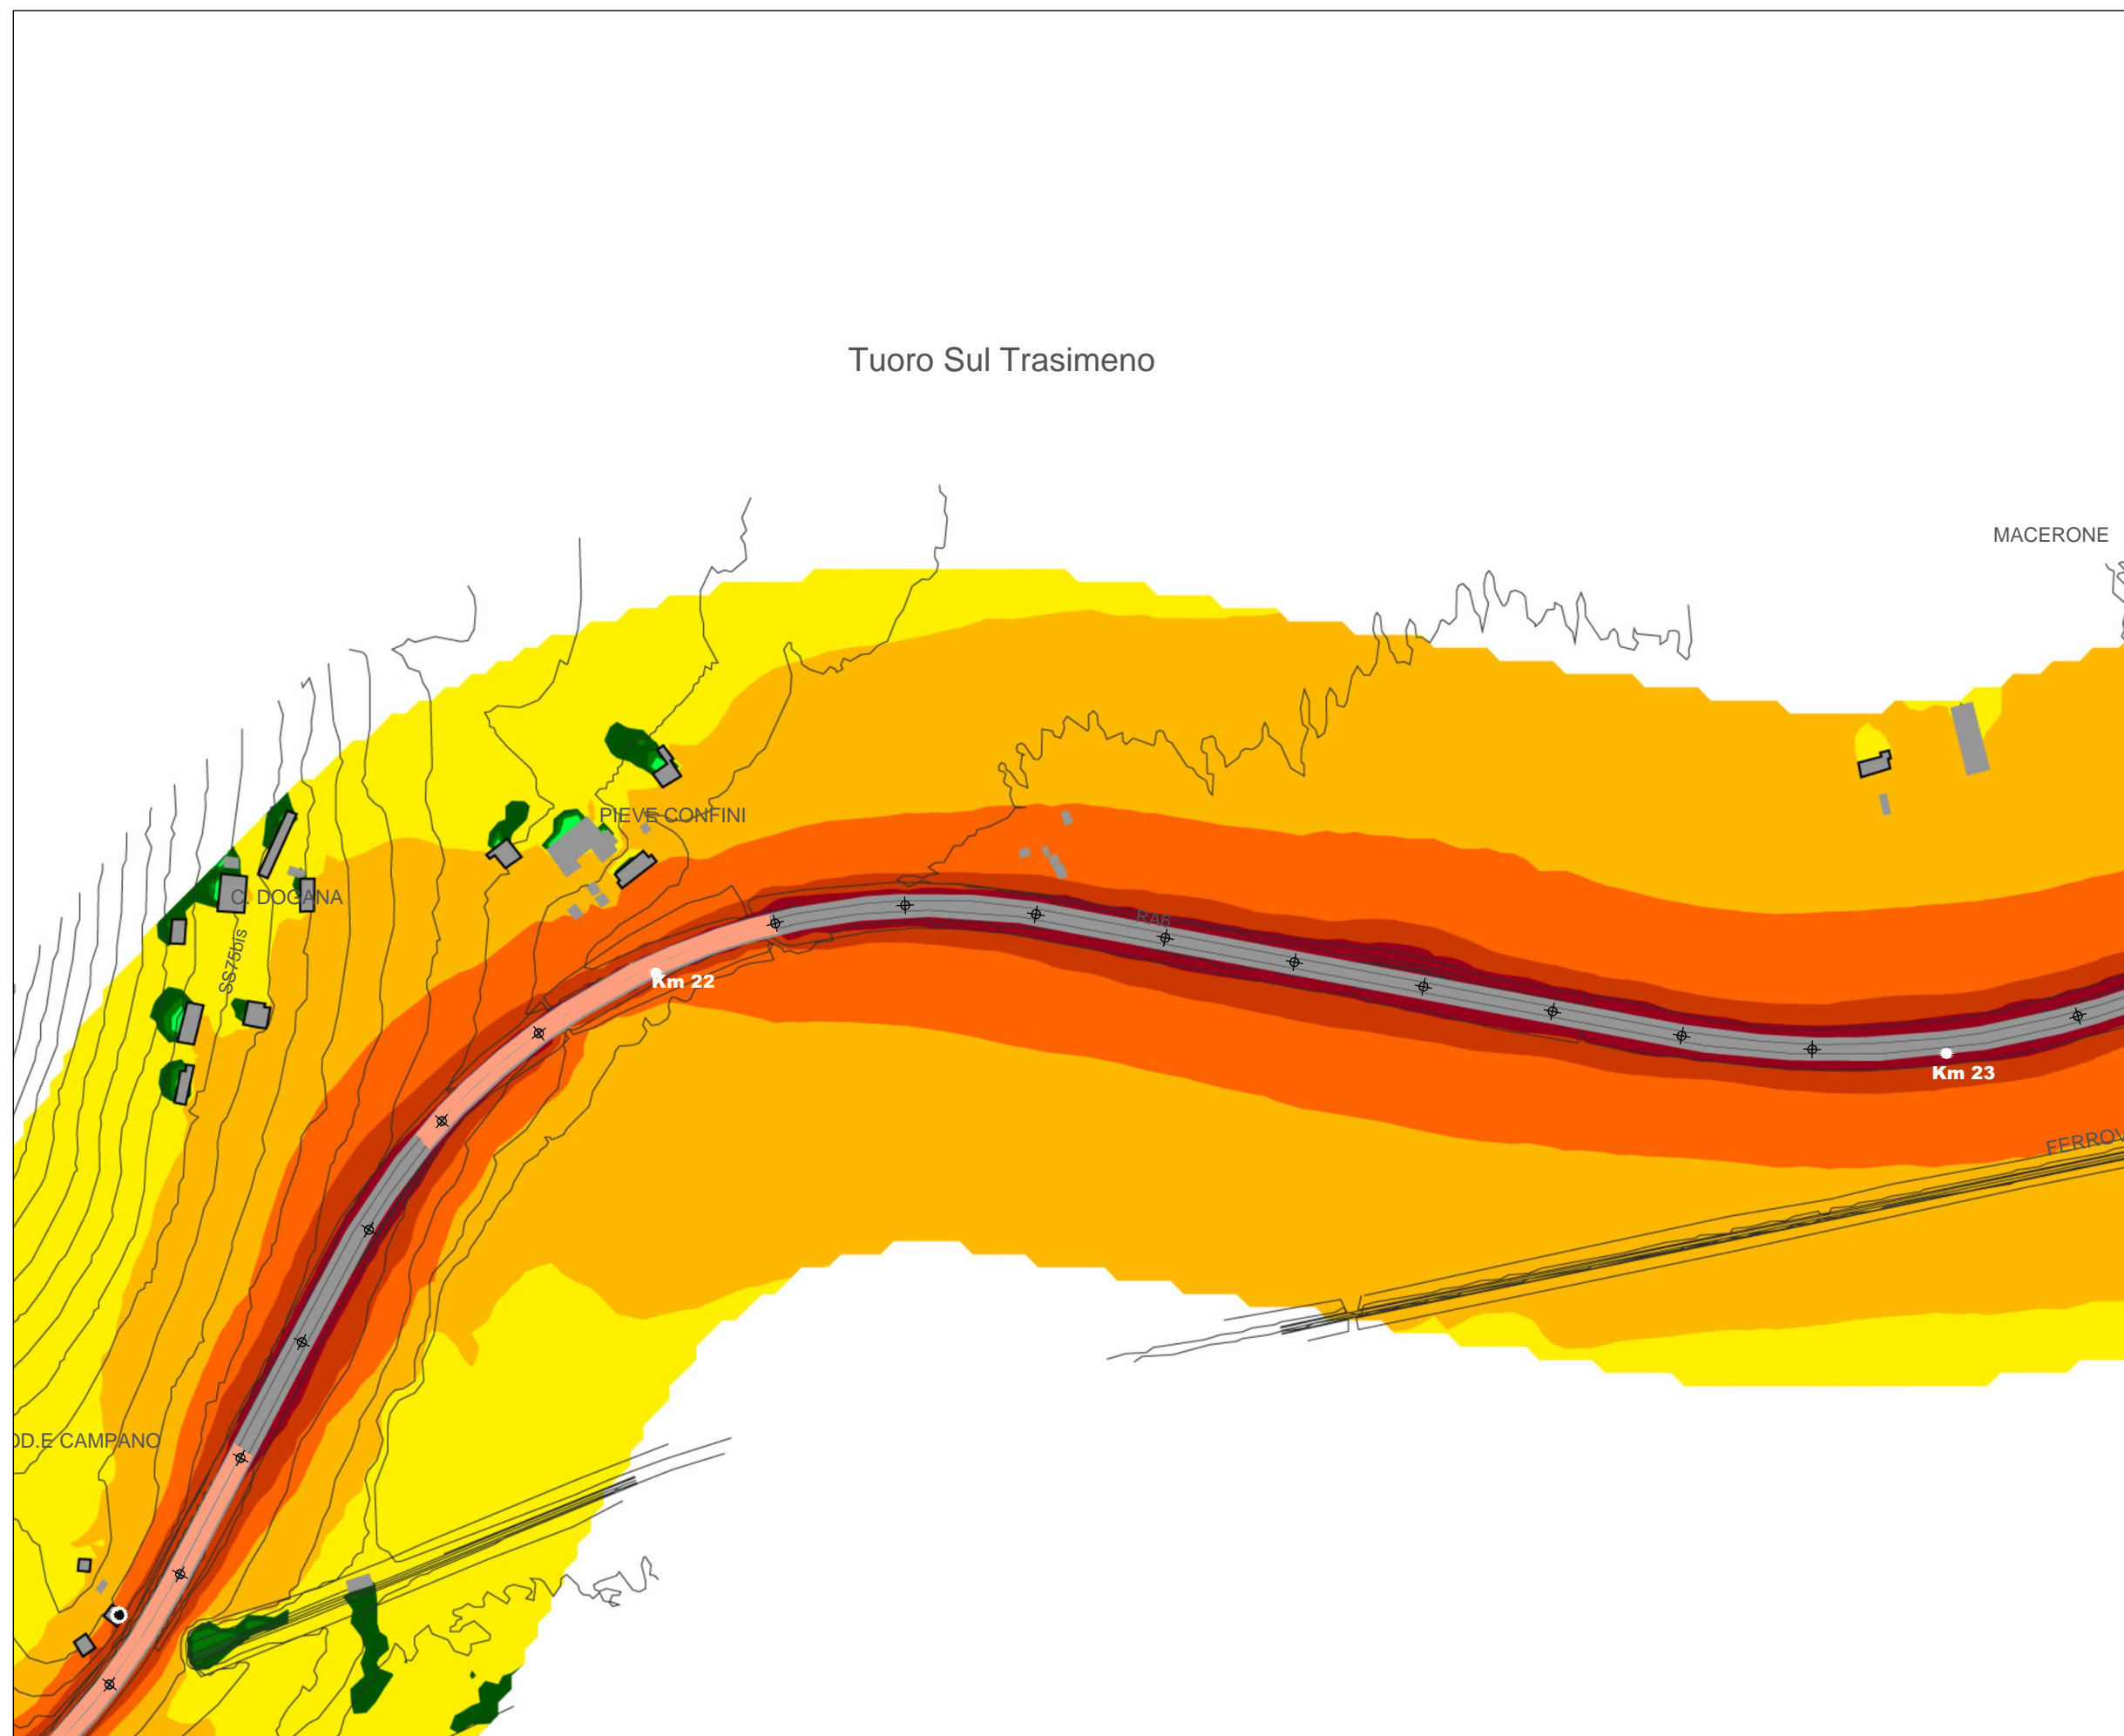 Tuoro Sul Trasimeno
MACERONE
PIEVE CONFINI
C. DOGANA
RA6
SS75bis
Km 22
Km 23
FERROV
OD.E CAMPANO